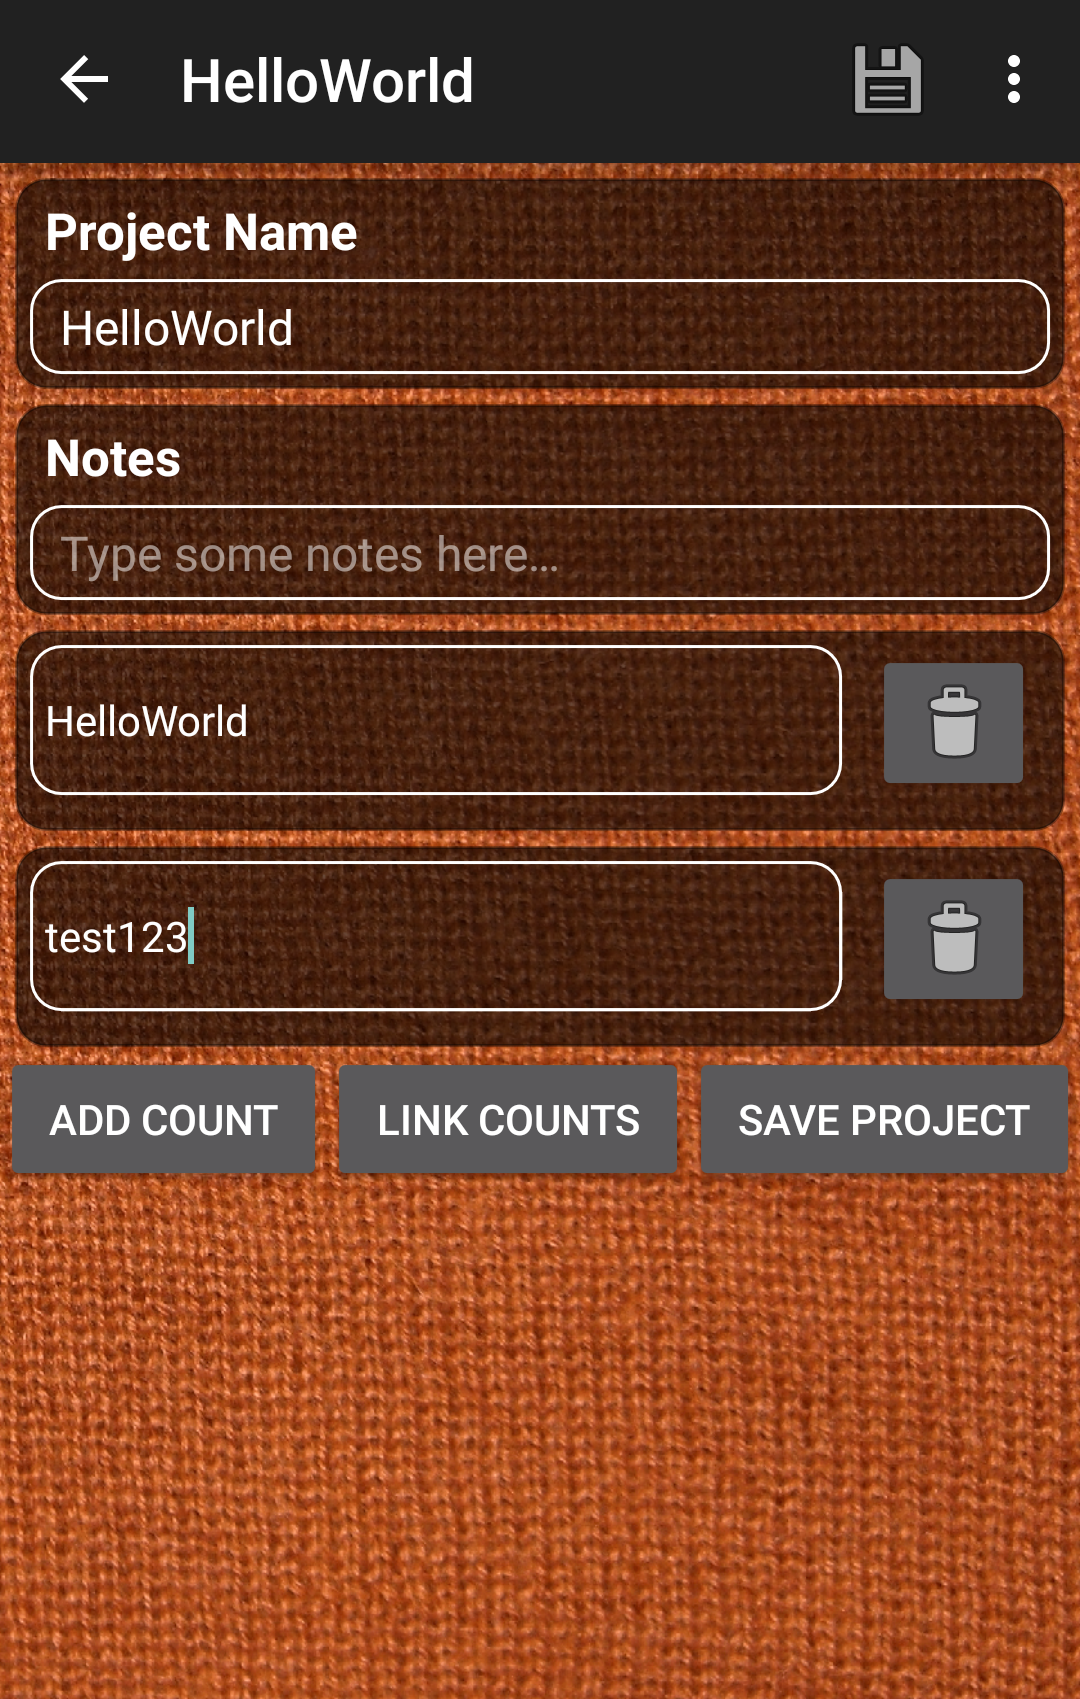 HelloWorld
Project Name
HelloWorld
Notes
Type some notes here...
HelloWorld
test123
ADD COUNT
LINK COUNTS
SAVE PROJECT